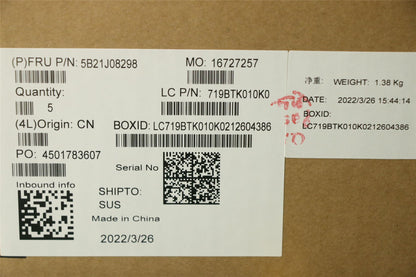 (P)FRU P/N: 5B21J08298
MO: 16727257
Quantity:
5
LC P/N: 719BTK010K0
(4L)Origin: CN
BOXID: LC719BTK010K0212604386
PO: 4501783607
Serial No
Inbound info
SHIPTO:
SUS
Made in China
2022/3/26
净重: WEIGHT: 1.38 Kg
DATE: 2022/3/26 15:44:14
BOXID:
LC719BTK010K0212604386